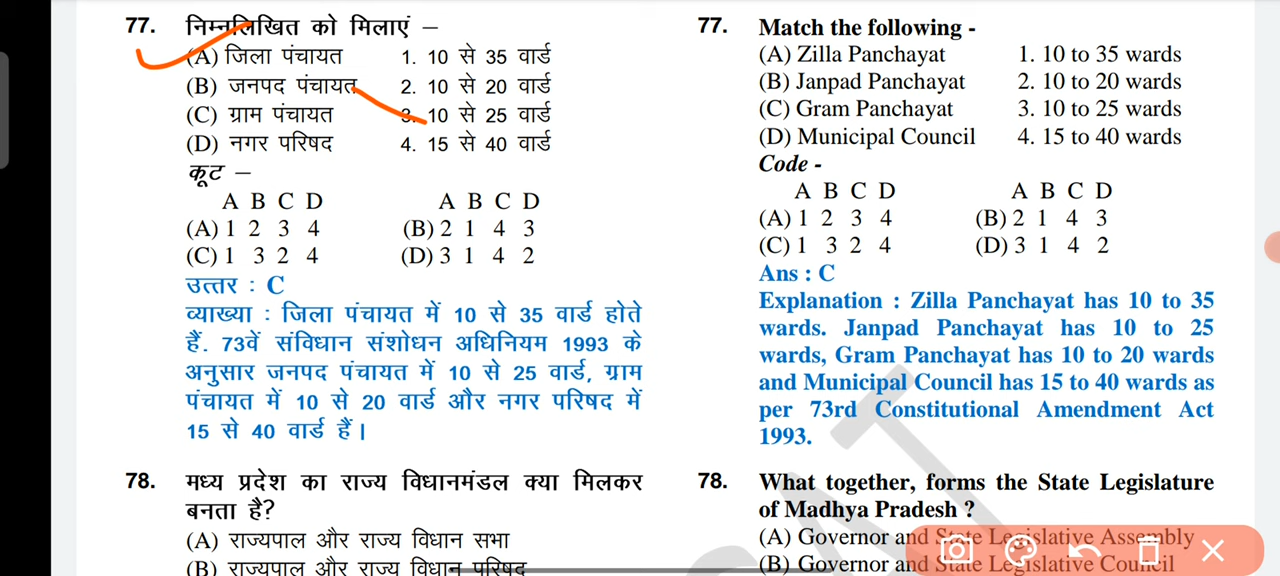 77. निम्नलिखित को मिलाएं –
(A) जिला पंचायत 1. 10 से 35 वार्ड
(B) जनपद पंचायत 2. 10 से 20 वार्ड
(C) ग्राम पंचायत 3. 10 से 25 वार्ड
(D) नगर परिषद 4. 15 से 40 वार्ड
कूट –
A B C D A B C D
(A) 1 2 3 4 (B) 2 1 4 3
(C) 1 3 2 4 (D) 3 1 4 2
उत्तर : C
व्याख्या : जिला पंचायत में 10 से 35 वार्ड होते
हैं. 73वें संविधान संशोधन अधिनियम 1993 के
अनुसार जनपद पंचायत में 10 से 25 वार्ड, ग्राम
पंचायत में 10 से 20 वार्ड और नगर परिषद में
15 से 40 वार्ड हैं।
78. मध्य प्रदेश का राज्य विधानमंडल क्या मिलकर
बनता है?
(A) राज्यपाल और राज्य विधान सभा
(B) राज्यपाल और राज्य विधान परिषद
77. Match the following -
(A) Zilla Panchayat 1. 10 to 35 wards
(B) Janpad Panchayat 2. 10 to 20 wards
(C) Gram Panchayat 3. 10 to 25 wards
(D) Municipal Council 4. 15 to 40 wards
Code -
A B C D A B C D
(A) 1 2 3 4 (B) 2 1 4 3
(C) 1 3 2 4 (D) 3 1 4 2
Ans : C
Explanation : Zilla Panchayat has 10 to 35
wards. Janpad Panchayat has 10 to 25
wards, Gram Panchayat has 10 to 20 wards
and Municipal Council has 15 to 40 wards as
per 73rd Constitutional Amendment Act
1993.
78. What together, forms the State Legislature
of Madhya Pradesh ?
(A) Governor and State Legislative Assembly
(B) Governor and State Legislative Council